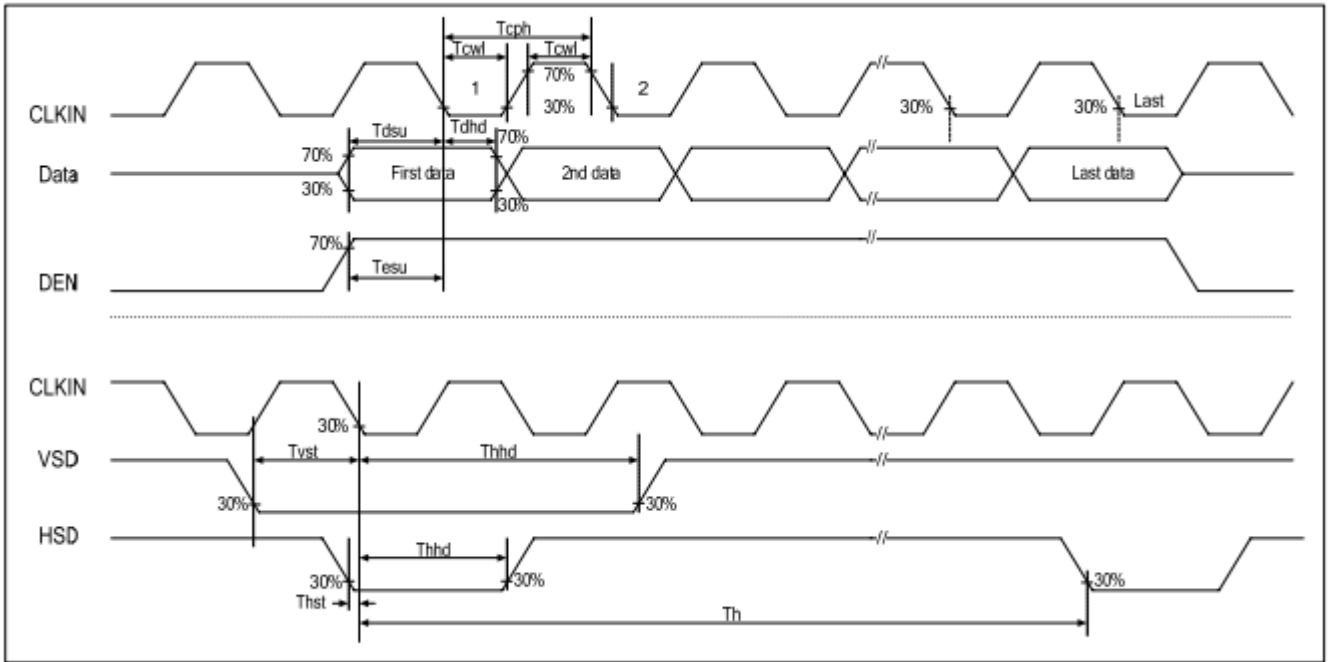 Tcph
Tcwl Tcwl
1 70% 2
CLKIN 30% 30% 30% Last
Tdsu Tdhd
70% 70%
Data First data 2nd data Last data
30% 30%
70%
DEN Tesu
CLKIN
30%
VSD Tvst Thhd
30% 30%
HSD
Thhd
30% 30% 30%
Thst
Th